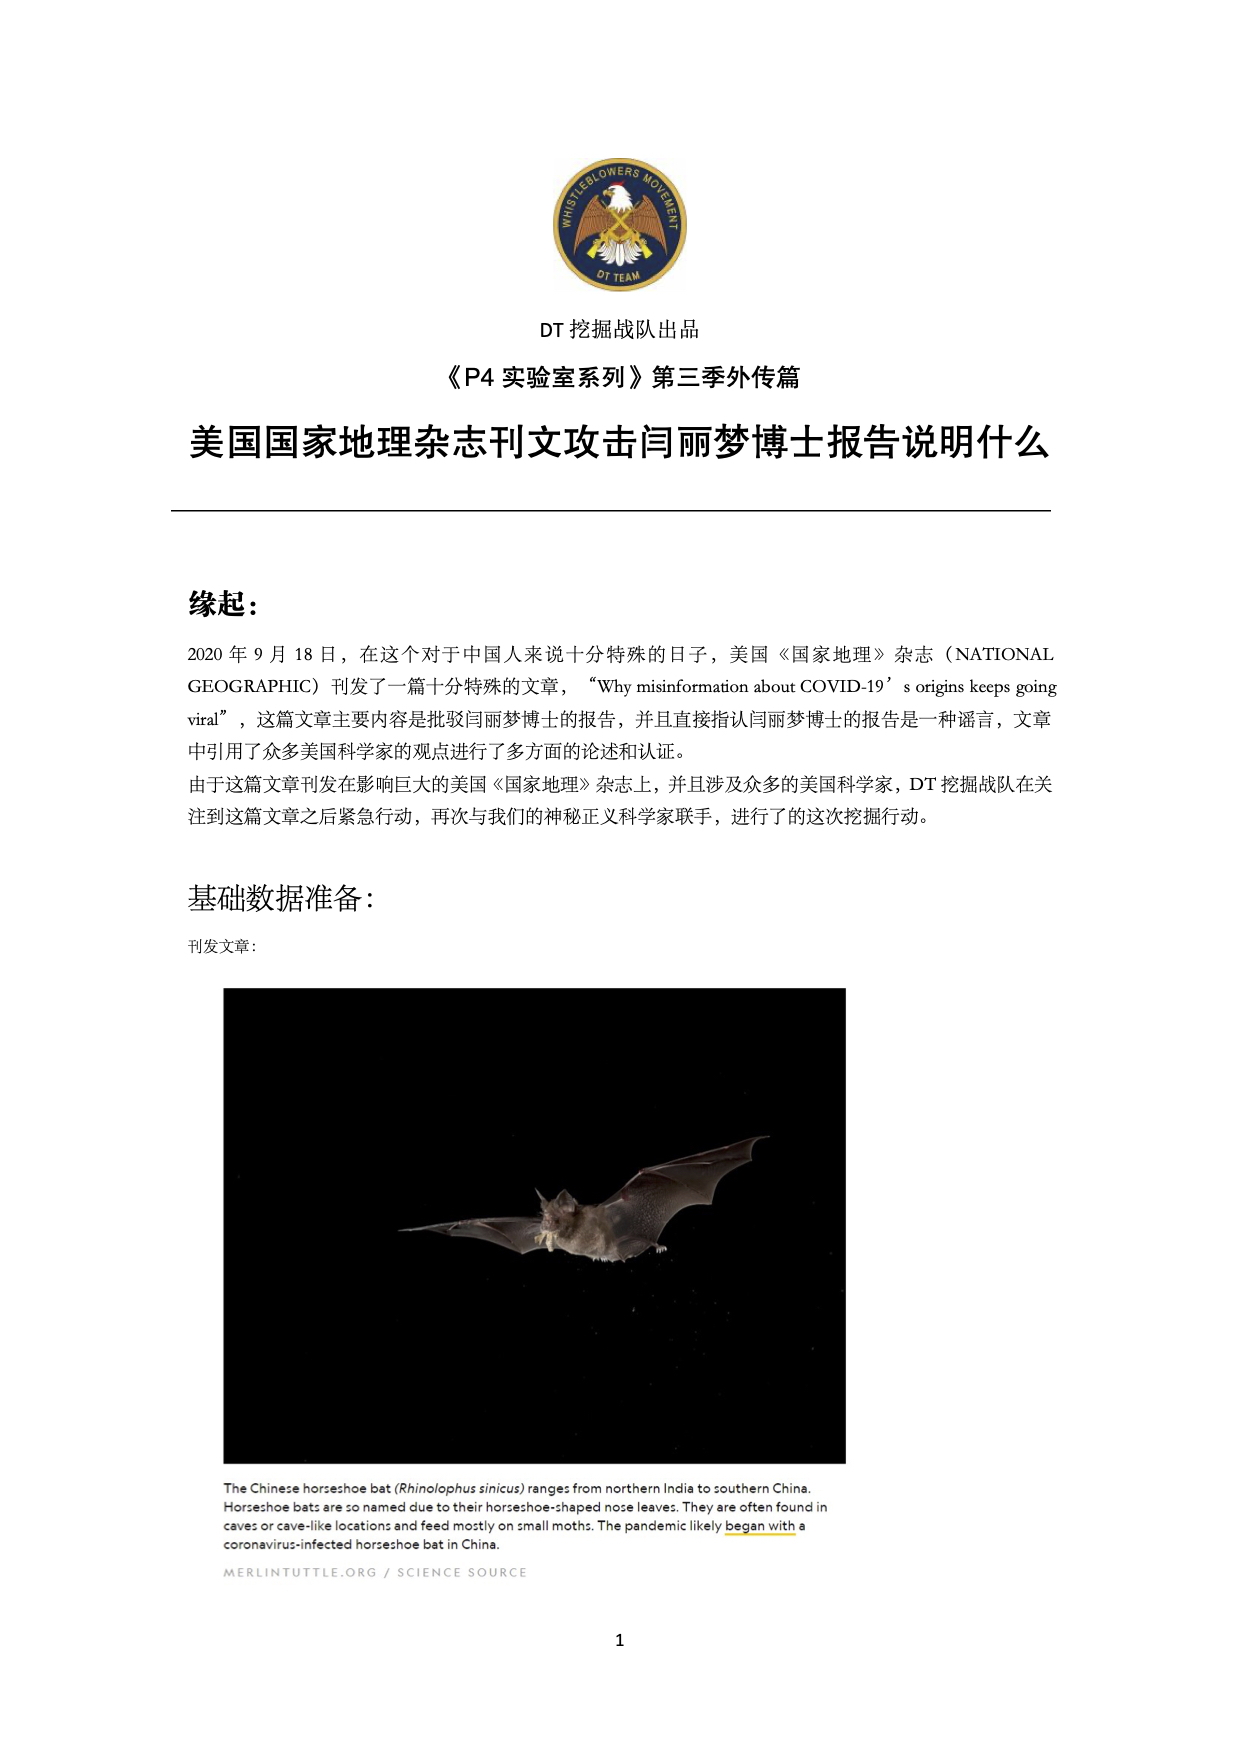 WHISTLEBLOWERS MOVEMENT
DT TEAM
DT 挖掘战队出品
《P4 实验室系列》第三季外传篇
美国国家地理杂志刊文攻击闫丽梦博士报告说明什么
缘起：
2020 年 9 月 18 日，在这个对于中国人来说十分特殊的日子，美国《国家地理》杂志（NATIONAL
GEOGRAPHIC）刊发了一篇十分特殊的文章，“Why misinformation about COVID-19’s origins keeps going
viral”，这篇文章主要内容是批驳闫丽梦博士的报告，并且直接指认闫丽梦博士的报告是一种谣言，文章
中引用了众多美国科学家的观点进行了多方面的论述和认证。
由于这篇文章刊发在影响巨大的美国《国家地理》杂志上，并且涉及众多的美国科学家，DT 挖掘战队在关
注到这篇文章之后紧急行动，再次与我们的神秘正义科学家联手，进行了的这次挖掘行动。
基础数据准备：
刊发文章：
The Chinese horseshoe bat (Rhinolophus sinicus) ranges from northern India to southern China.
Horseshoe bats are so named due to their horseshoe-shaped nose leaves. They are often found in
caves or cave-like locations and feed mostly on small moths. The pandemic likely began with a
coronavirus-infected horseshoe bat in China.
MERLINTUTTLE.ORG / SCIENCE SOURCE
1